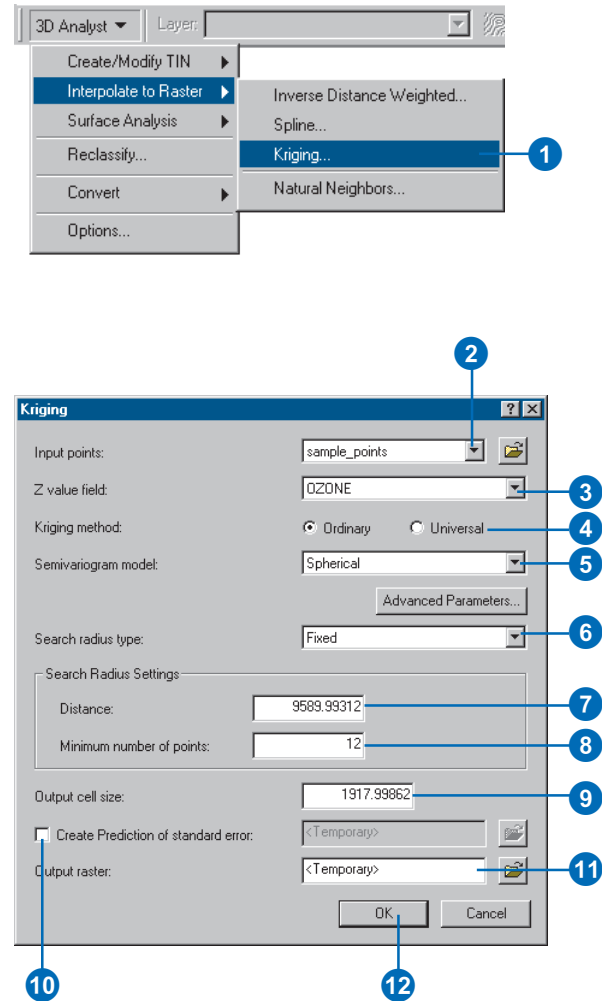 3D Analyst Layer:
Create/Modify TIN
Interpolate to Raster
Surface Analysis
Reclassify...
Convert
Options...
Inverse Distance Weighted...
Spline...
Kriging... 1
Natural Neighbors...
2
Kriging ? X
Input points: sample_points
Z value field: OZONE 3
Kriging method: Ordinary Universal 4
Semivariogram model: Spherical 5
Advanced Parameters...
Search radius type: Fixed 6
Search Radius Settings
Distance: 9589.99312 7
Minimum number of points: 12 8
Output cell size: 1917.99862 9
Create Prediction of standard error: <Temporary>
Output raster: <Temporary> 11
OK Cancel
10 12